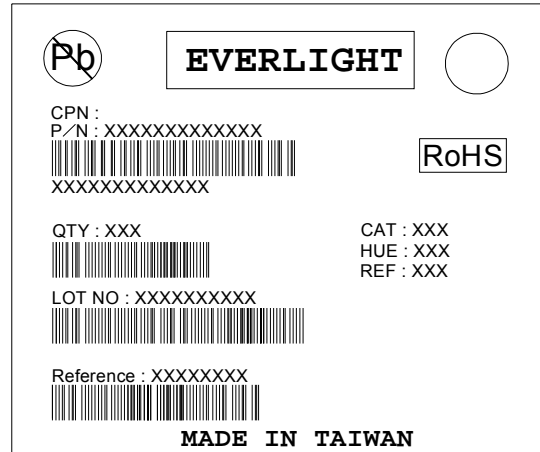 Pb
EVERLIGHT
CPN :
P/N : XXXXXXXXXXXXX
RoHS
XXXXXXXXXXXXX
QTY : XXX
CAT : XXX
HUE : XXX
REF : XXX
LOT NO : XXXXXXXXXX
Reference : XXXXXXXX
MADE IN TAIWAN